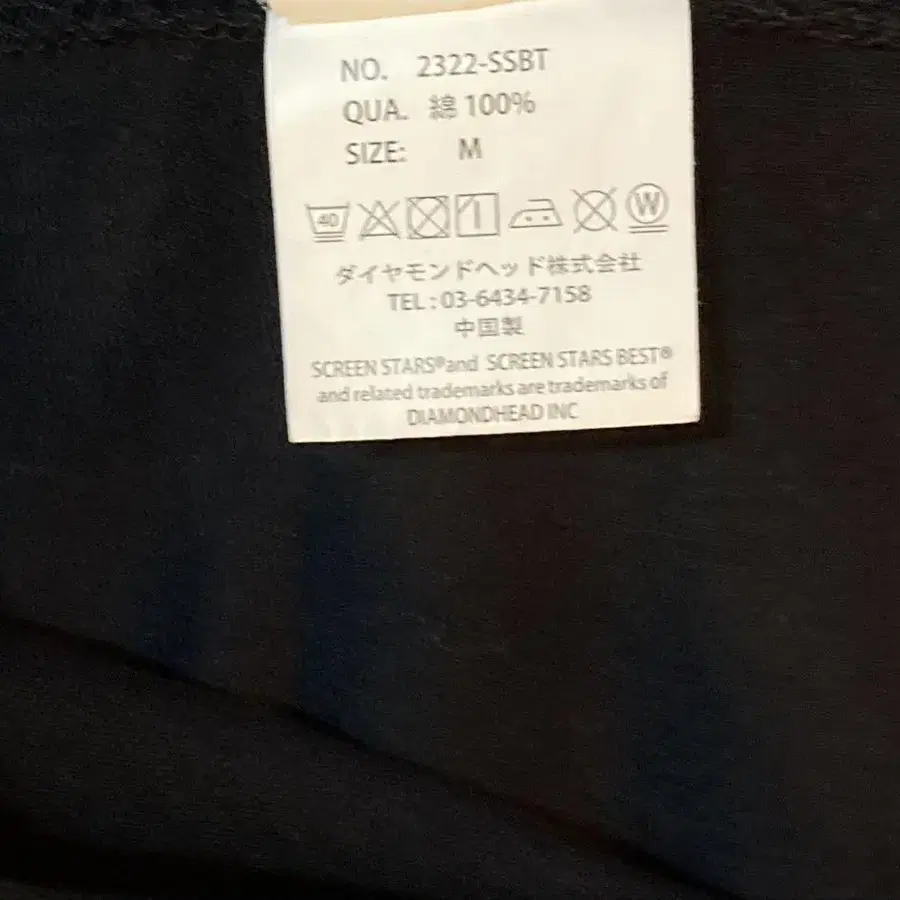 NO. 2322-SSBT
QUA. 綿 100%
SIZE: M
40 W
ダイヤモンドヘッド株式会社
TEL : 03-6434-7158
中国製
SCREEN STARS®and SCREEN STARS BEST®
and related trademarks are trademarks of
DIAMONDHEAD INC